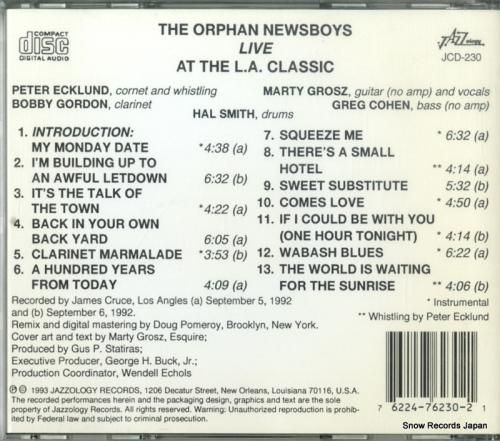 COMPACT
disc
DIGITAL AUDIO
THE ORPHAN NEWSBOYS
LIVE
AT THE L.A. CLASSIC
JAZZology
JCD-230
PETER ECKLUND, cornet and whistling
BOBBY GORDON, clarinet
MARTY GROSZ, guitar (no amp) and vocals
GREG COHEN, bass (no amp)
HAL SMITH, drums
1. INTRODUCTION:
MY MONDAY DATE *4:38 (a)
2. I'M BUILDING UP TO
AN AWFUL LETDOWN 6:32 (b)
3. IT'S THE TALK OF
THE TOWN *4:22 (a)
4. BACK IN YOUR OWN
BACK YARD 6:05 (a)
5. CLARINET MARMALADE *3:53 (b)
6. A HUNDRED YEARS
FROM TODAY 4:09 (a)
7. SQUEEZE ME * 6:32 (a)
8. THERE'S A SMALL
HOTEL ** 4:14 (a)
9. SWEET SUBSTITUTE 5:32 (b)
10. COMES LOVE * 4:50 (a)
11. IF I COULD BE WITH YOU
(ONE HOUR TONIGHT) * 4:14 (b)
12. WABASH BLUES * 6:22 (a)
13. THE WORLD IS WAITING
FOR THE SUNRISE ** 4:06 (b)
* Instrumental
** Whistling by Peter Ecklund
Recorded by James Cruce, Los Angles (a) September 5, 1992
and (b) September 6, 1992.
Remix and digital mastering by Doug Pomeroy, Brooklyn, New York.
Cover art and text by Marty Grosz, Esquire;
Produced by Gus P. Statiras;
Executive Producer, George H. Buck, Jr.;
Production Coordinator, Wendell Echols
© 1993 JAZZOLOGY RECORDS, 1206 Decatur Street, New Orleans, Louisiana 70116, U.S.A.
The recorded performances herein and the packaging design, graphics and text are the sole
property of Jazzology Records. All rights reserved. Warning: Unauthorized reproduction is prohib-
ited by Federal law and subject to criminal prosecution.
7 6224-76230-2 1
Snow Records Japan